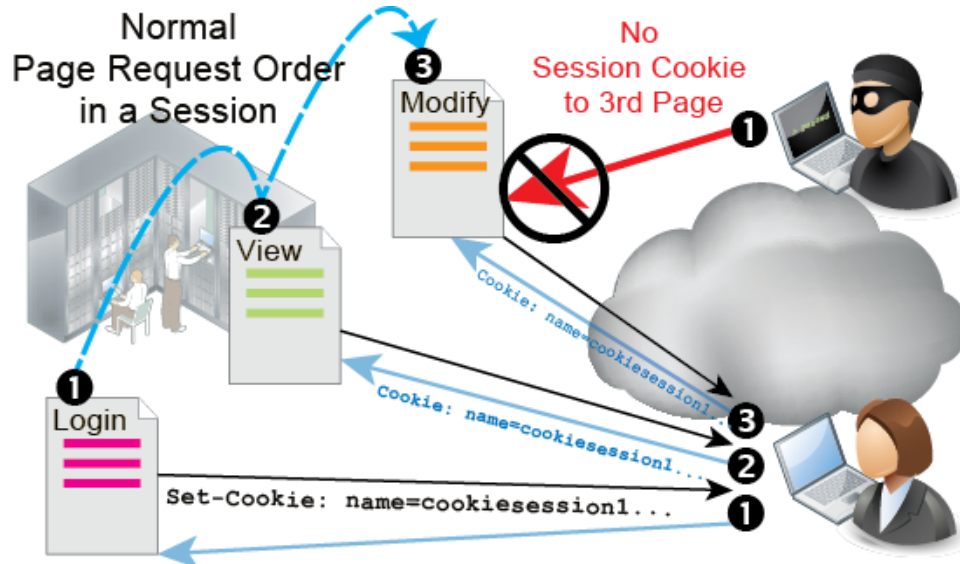 Normal
Page Request Order
in a Session
No
Session Cookie
to 3rd Page
3
Modify
1
2
View
Cookie: name=cookiesession1...
1
Login
Cookie: name=cookiesession1...
3
2
Set-Cookie: name=cookiesession1...
1